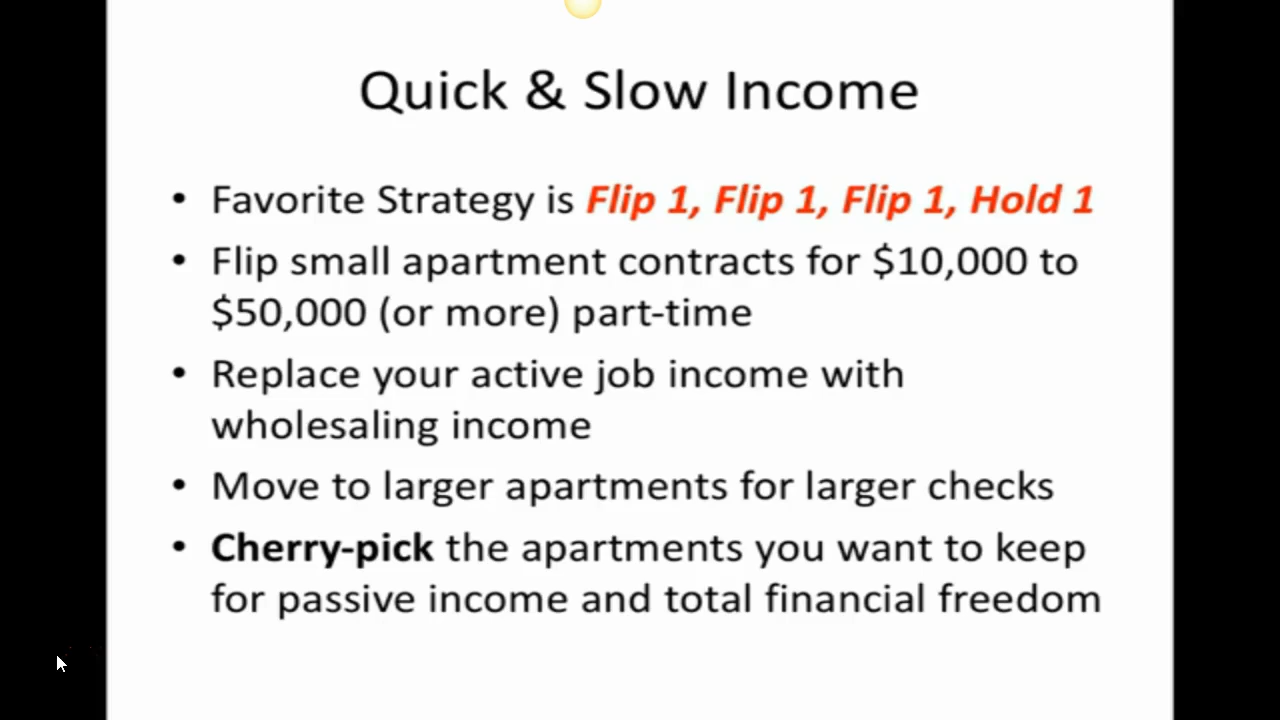 Quick & Slow Income
• Favorite Strategy is Flip 1, Flip 1, Flip 1, Hold 1
• Flip small apartment contracts for $10,000 to
$50,000 (or more) part-time
• Replace your active job income with
wholesaling income
• Move to larger apartments for larger checks
• Cherry-pick the apartments you want to keep
for passive income and total financial freedom